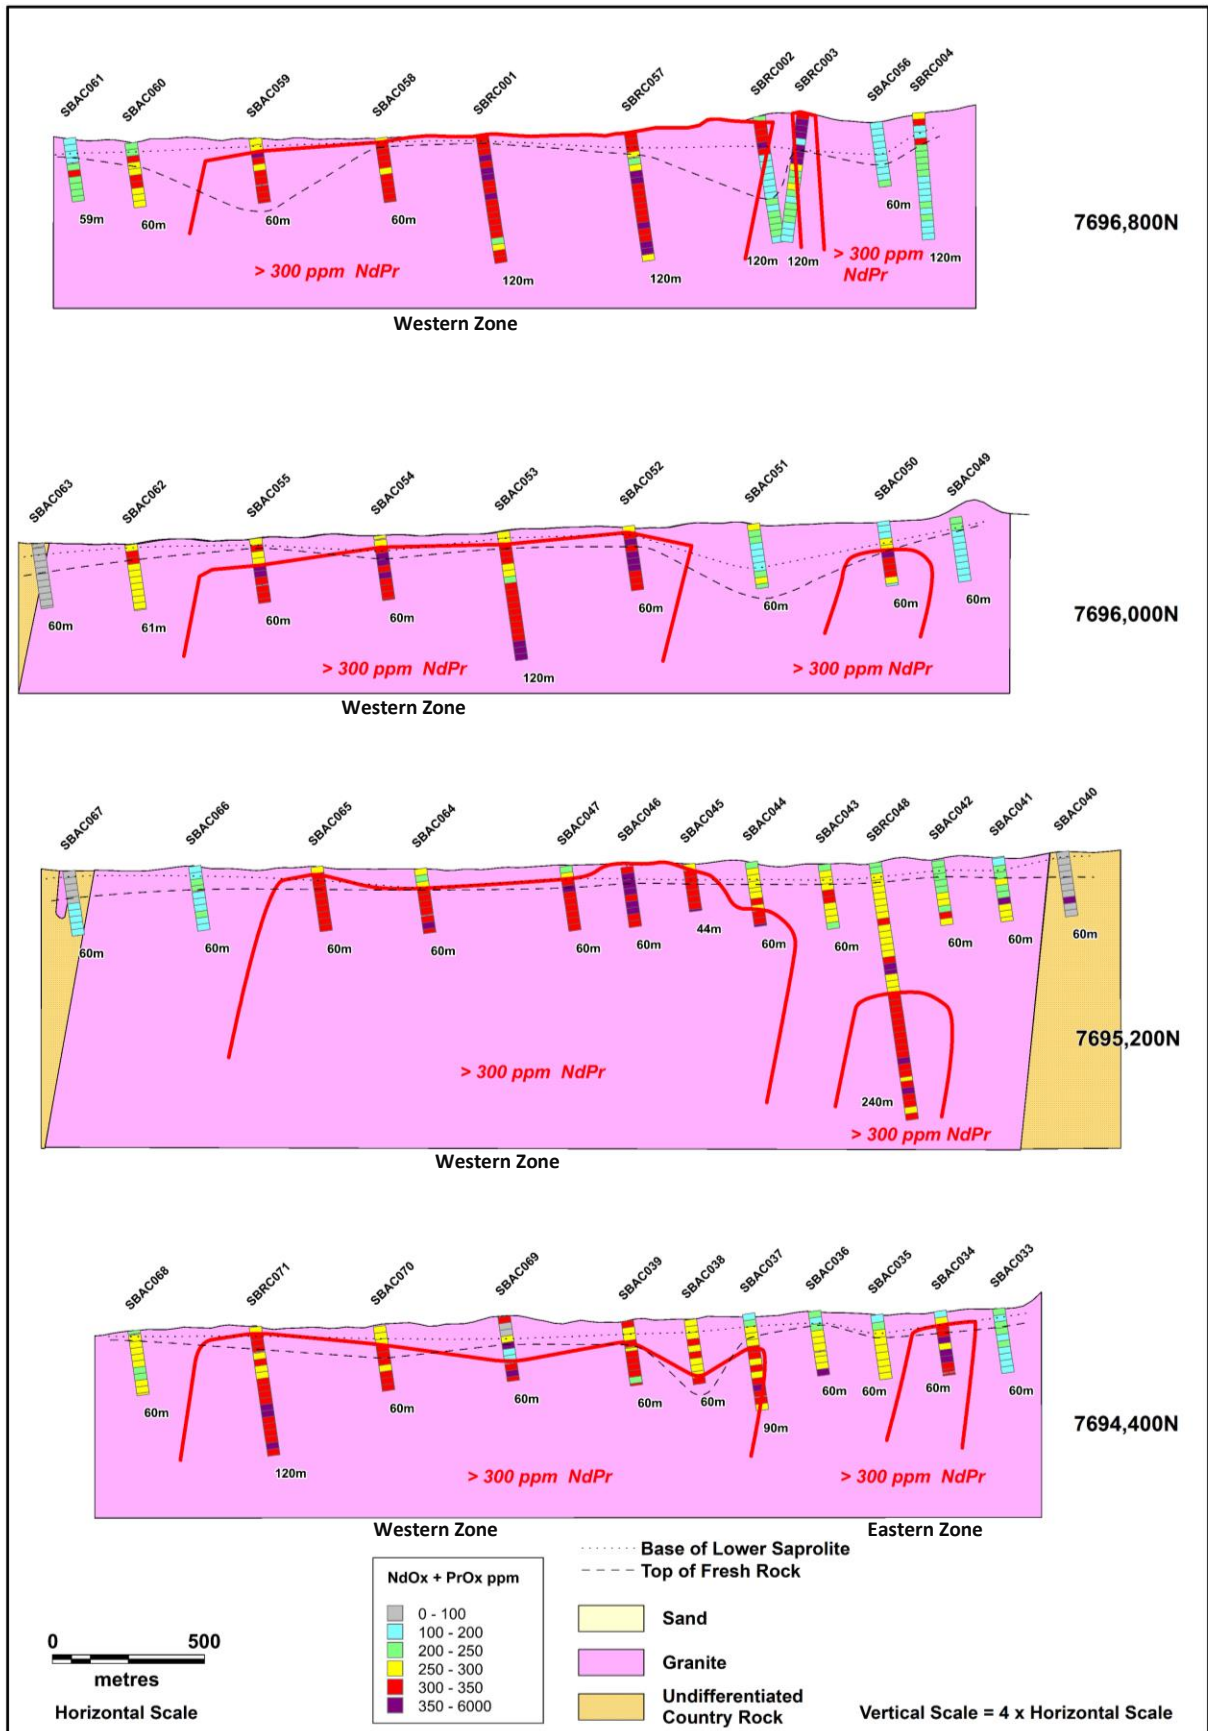 SBAC061
SBAC060
SBAC059
SBAC058
SBRC001
SBRC057
SBRC002
SBRC003
SBAC056
SBRC004
59m
60m
60m
60m
120m
120m
120m
120m
60m
120m
> 300 ppm NdPr
> 300 ppm
NdPr
7696,800N
Western Zone
SBAC063
SBAC062
SBAC055
SBAC054
SBAC053
SBAC052
SBAC051
SBAC050
SBAC049
60m
61m
60m
60m
120m
60m
60m
60m
60m
> 300 ppm NdPr
> 300 ppm NdPr
7696,000N
Western Zone
SBAC067
SBAC066
SBAC065
SBAC064
SBAC047
SBAC046
SBAC045
SBAC044
SBAC043
SBRC048
SBAC042
SBAC041
SBAC040
60m
60m
60m
60m
60m
60m
44m
60m
60m
240m
60m
60m
60m
> 300 ppm NdPr
> 300 ppm NdPr
7695,200N
Western Zone
SBAC068
SBRC071
SBAC070
SBAC069
SBAC039
SBAC038
SBAC037
SBAC036
SBAC035
SBAC034
SBAC033
60m
120m
60m
60m
60m
60m
90m
60m
60m
60m
60m
> 300 ppm NdPr
> 300 ppm NdPr
7694,400N
Western Zone
Eastern Zone
0 500
metres
Horizontal Scale
NdOx + PrOx ppm
0 - 100
100 - 200
200 - 250
250 - 300
300 - 350
350 - 6000
Base of Lower Saprolite
Top of Fresh Rock
Sand
Granite
Undifferentiated
Country Rock
Vertical Scale = 4 x Horizontal Scale